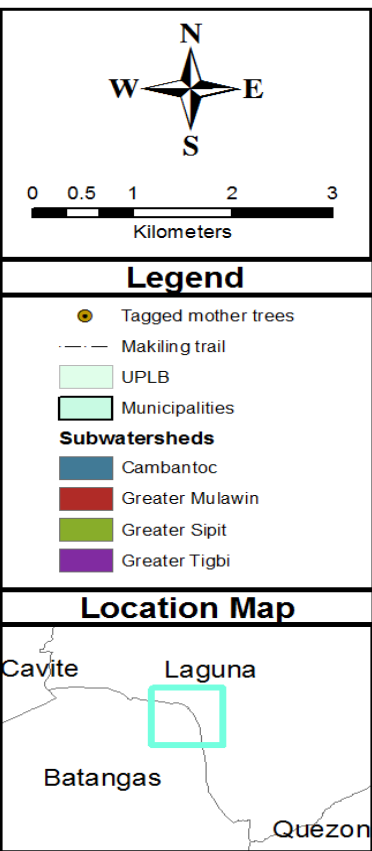 N
W E
S
0 0.5 1 2 3
Kilometers
Legend
Tagged mother trees
Makiling trail
UPLB
Municipalities
Subwatersheds
Cambantoc
Greater Mulawin
Greater Sipit
Greater Tigbi
Location Map
Cavite Laguna
Batangas
Quezon